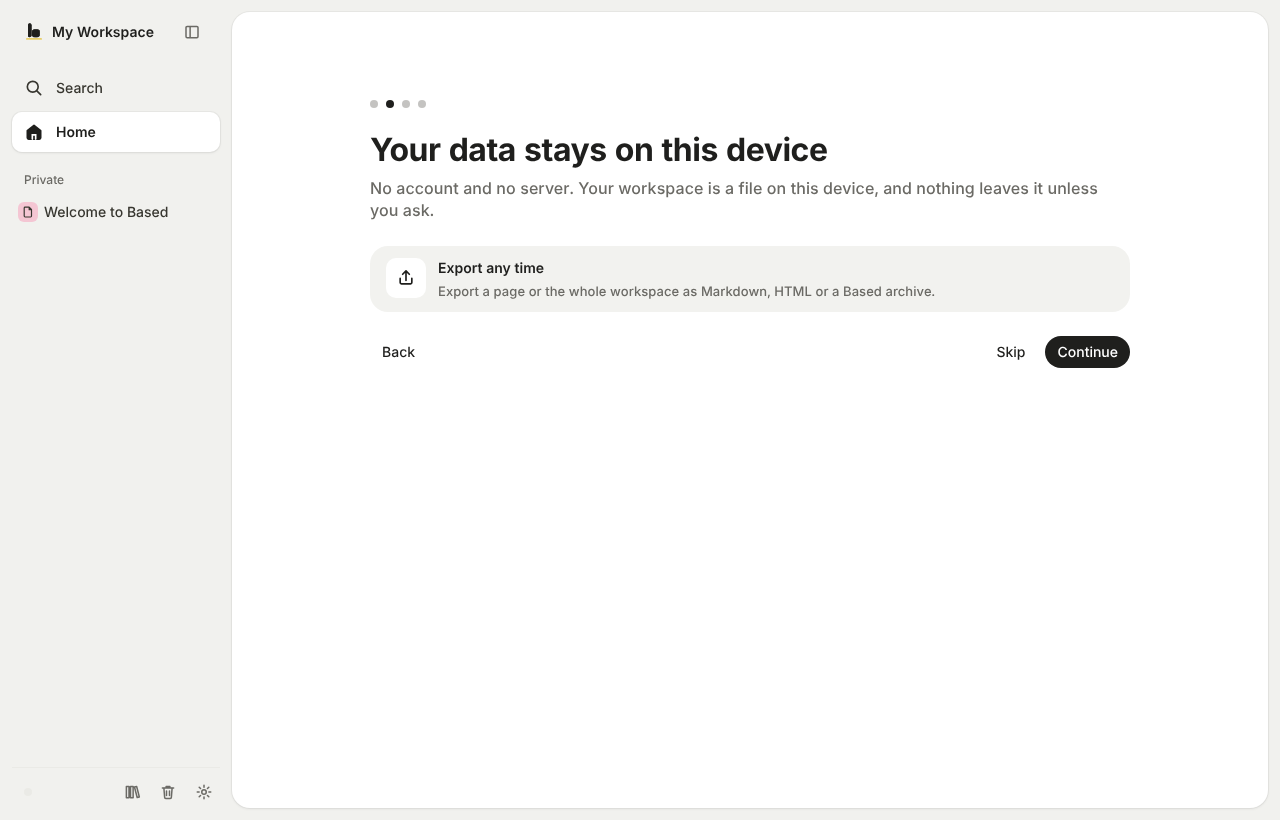 My Workspace
Search
Home
Private
Welcome to Based
Your data stays on this device
No account and no server. Your workspace is a file on this device, and nothing leaves it unless
you ask.
Export any time
Export a page or the whole workspace as Markdown, HTML or a Based archive.
Back
Skip
Continue